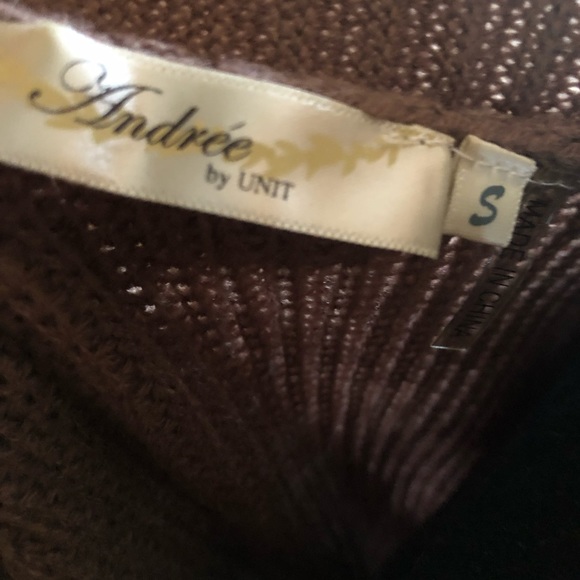 Andrée
by UNIT
S
MADE IN CHINA